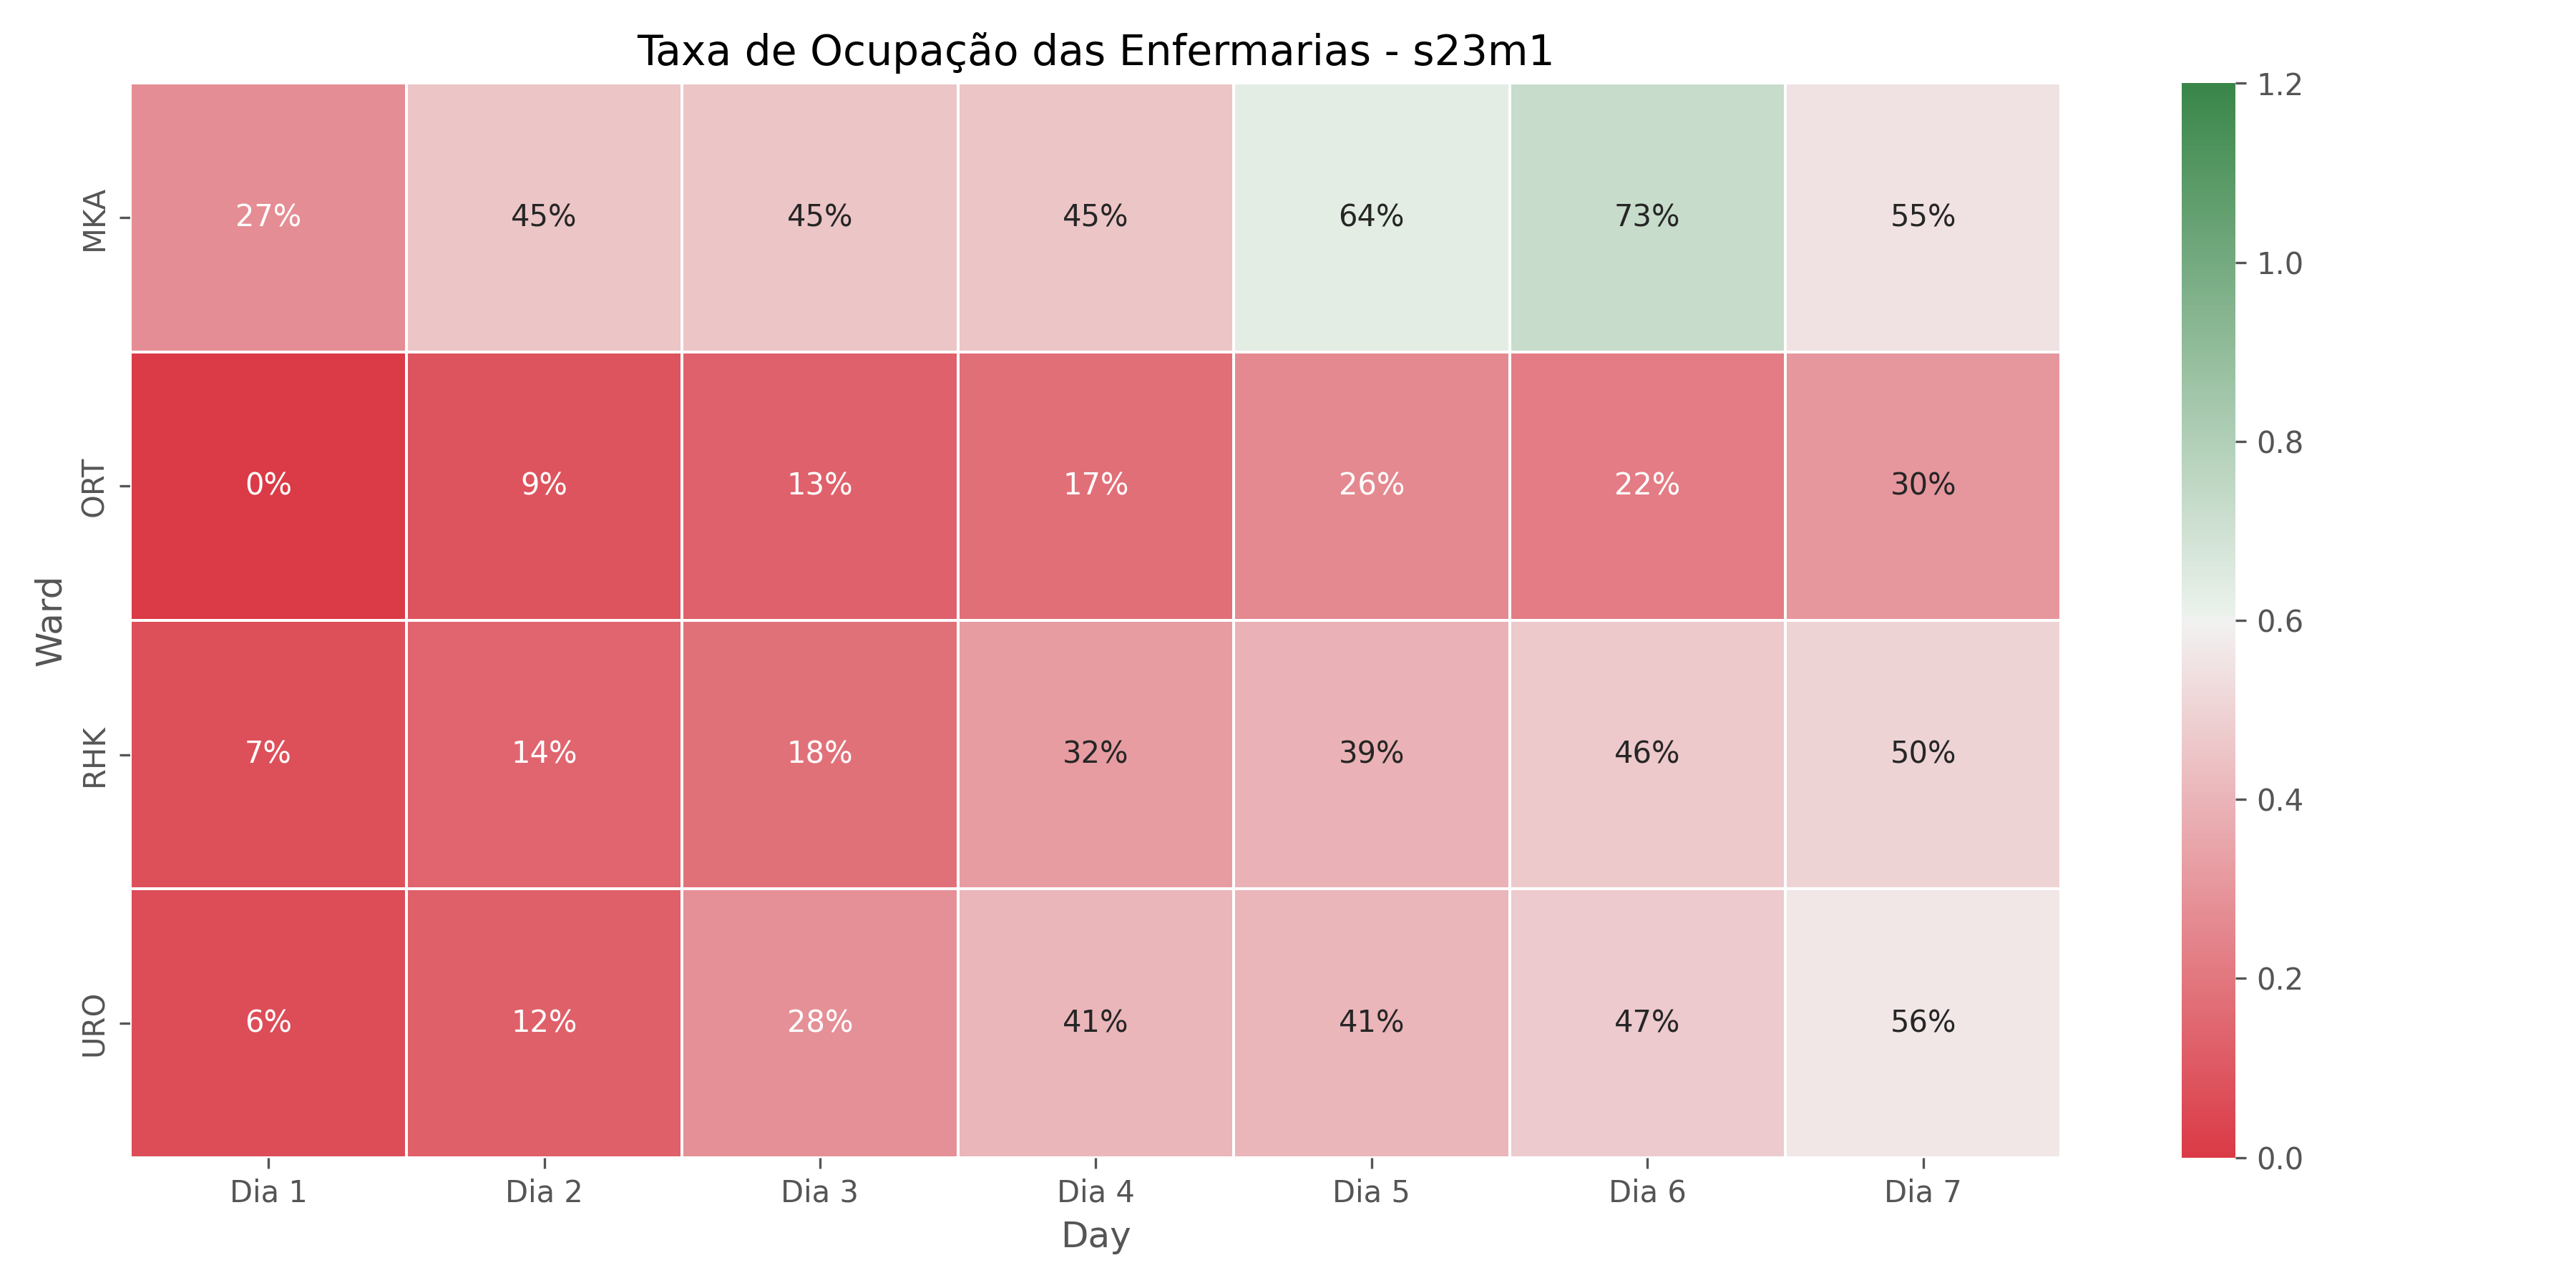 Taxa de Ocupação das Enfermarias - s23m1
Ward
MKA
27% 45% 45% 45% 64% 73% 55%
ORT
0% 9% 13% 17% 26% 22% 30%
RHK
7% 14% 18% 32% 39% 46% 50%
URO
6% 12% 28% 41% 41% 47% 56%
Dia 1 Dia 2 Dia 3 Dia 4 Dia 5 Dia 6 Dia 7
Day
1.2
1.0
0.8
0.6
0.4
0.2
0.0